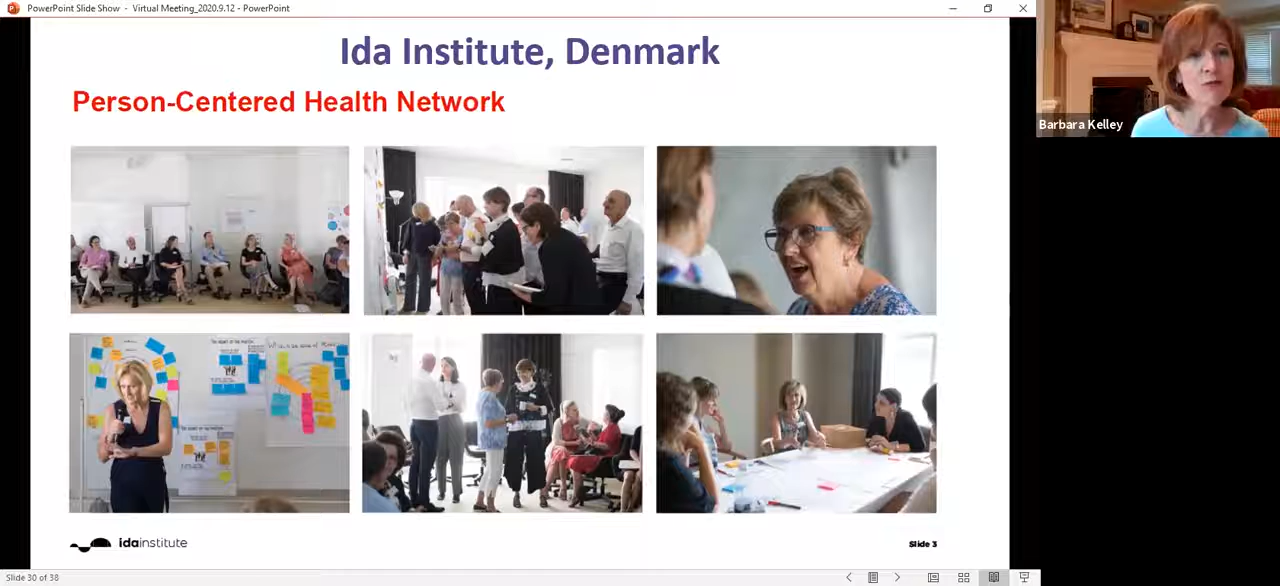 PowerPoint Slide Show - Virtual Meeting_2020.9.12 - PowerPoint
Ida Institute, Denmark
Person-Centered Health Network
Barbara Kelley
idainstitute
Slide 3
Slide 30 of 38